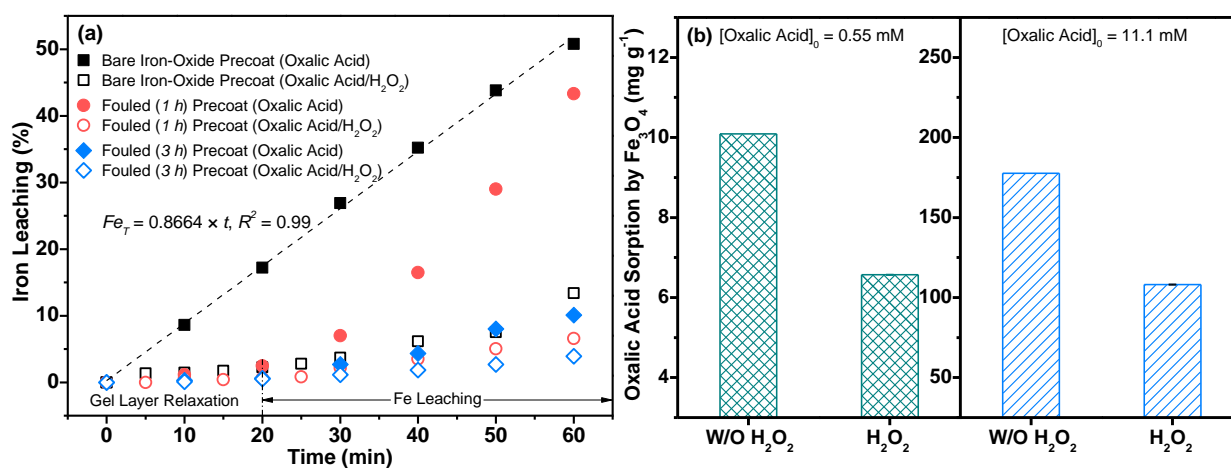 (a)
Bare Iron-Oxide Precoat (Oxalic Acid)
Bare Iron-Oxide Precoat (Oxalic Acid/H₂O₂)
Fouled (1 h) Precoat (Oxalic Acid)
Fouled (1 h) Precoat (Oxalic Acid/H₂O₂)
Fouled (3 h) Precoat (Oxalic Acid)
Fouled (3 h) Precoat (Oxalic Acid/H₂O₂)
Fe_T = 0.8664 × t, R² = 0.99
Iron Leaching (%)
50
40
30
20
10
0
Gel Layer Relaxation
Fe Leaching
0 10 20 30 40 50 60
Time (min)
(b)
[Oxalic Acid]₀ = 0.55 mM
[Oxalic Acid]₀ = 11.1 mM
Oxalic Acid Sorption by Fe₃O₄ (mg g⁻¹)
12
10
8
6
4
250
200
150
100
50
W/O H₂O₂ H₂O₂ W/O H₂O₂ H₂O₂